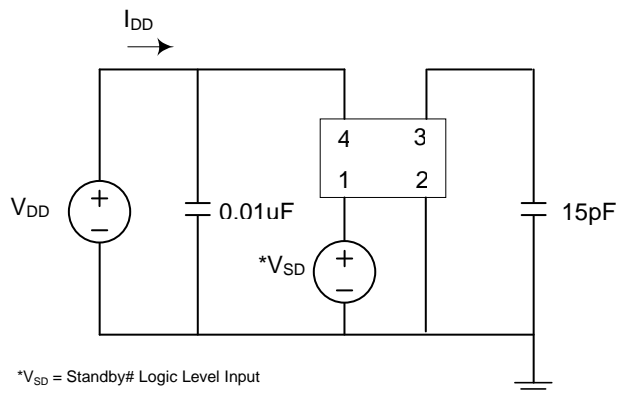 I_DD
4 3
1 2
V_DD
0.01uF
*V_SD
15pF
*V_SD = Standby# Logic Level Input